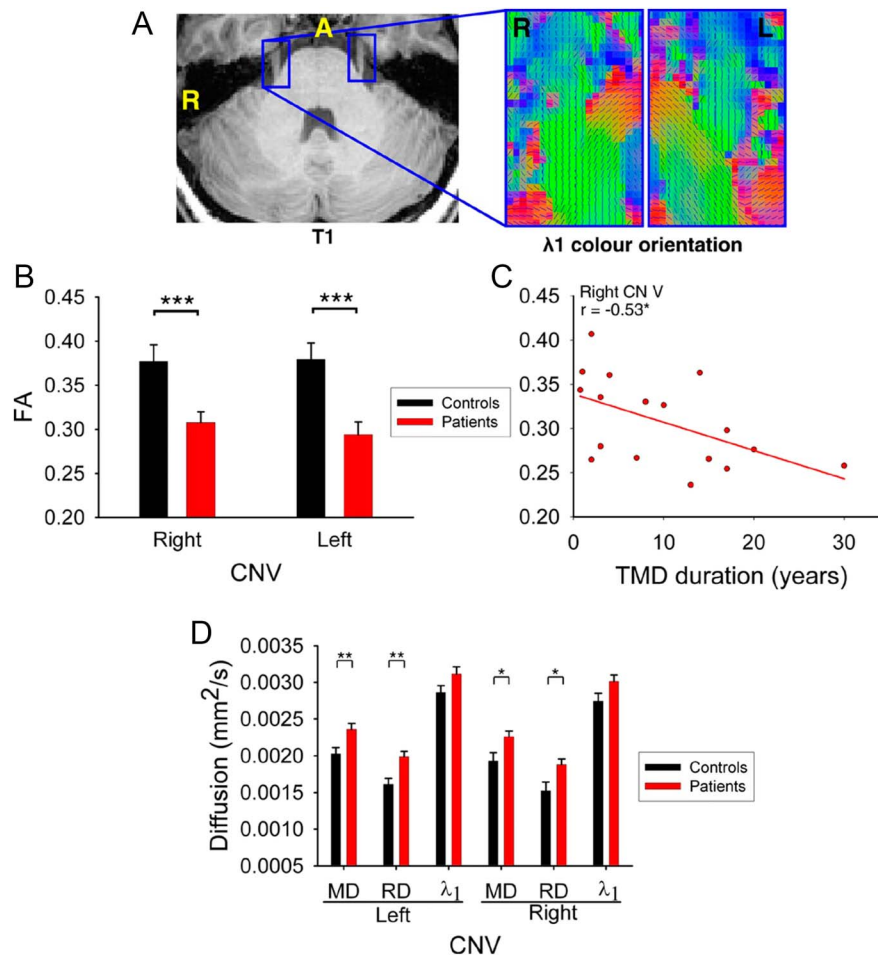 A
A
R
T1
R
L
λ1 colour orientation
B
0.45
0.40
0.35
0.30
0.25
0.20
FA
***
***
Right
Left
CNV
Controls
Patients
C
Right CN V
r = -0.53*
0.45
0.40
0.35
0.30
0.25
0.20
0
10
20
30
TMD duration (years)
D
0.0035
0.0030
0.0025
0.0020
0.0015
0.0010
0.0005
Diffusion (mm²/s)
**
**
*
*
MD RD λ₁ MD RD λ₁
Left Right
CNV
Controls
Patients